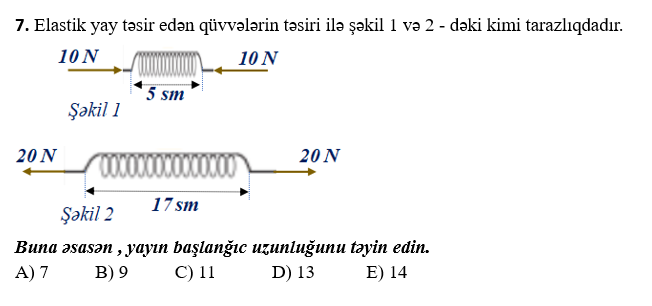 7. Elastik yay təsir edən qüvvələrin təsiri ilə şəkil 1 və 2 - dəki kimi tarazlıqdadır.
10 N 10 N
5 sm
Şəkil 1
20 N 20 N
17 sm
Şəkil 2
Buna əsasən , yayın başlanğıc uzunluğunu təyin edin.
A) 7 B) 9 C) 11 D) 13 E) 14